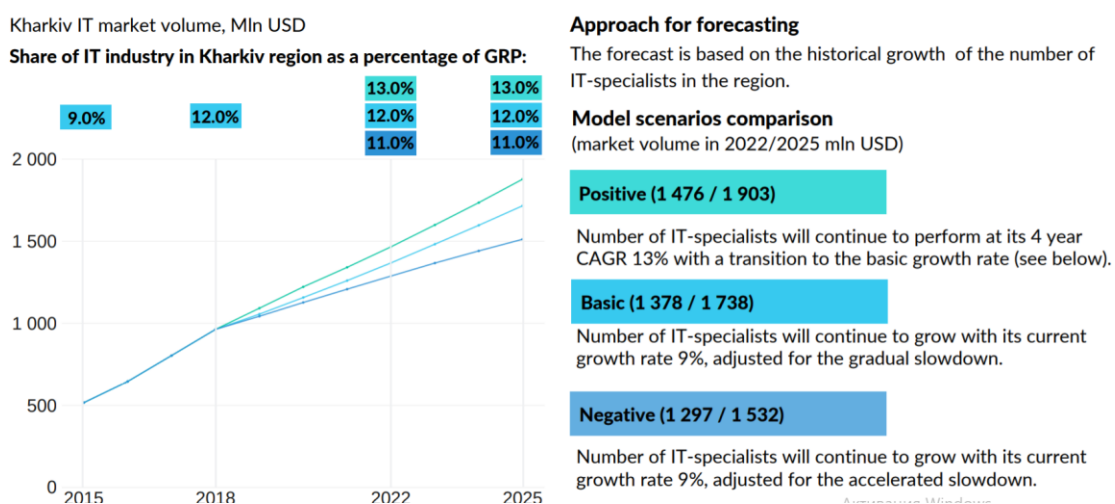 Kharkiv IT market volume, Mln USD
Share of IT industry in Kharkiv region as a percentage of GRP:
13.0% 13.0%
9.0% 12.0% 12.0% 12.0%
11.0% 11.0%
2 000
1 500
1 000
500
0
2015 2018 2022 2025
Approach for forecasting
The forecast is based on the historical growth of the number of
IT-specialists in the region.
Model scenarios comparison
(market volume in 2022/2025 mln USD)
Positive (1 476 / 1 903)
Number of IT-specialists will continue to perform at its 4 year
CAGR 13% with a transition to the basic growth rate (see below).
Basic (1 378 / 1 738)
Number of IT-specialists will continue to grow with its current
growth rate 9%, adjusted for the gradual slowdown.
Negative (1 297 / 1 532)
Number of IT-specialists will continue to grow with its current
growth rate 9%, adjusted for the accelerated slowdown.
Активация Windows